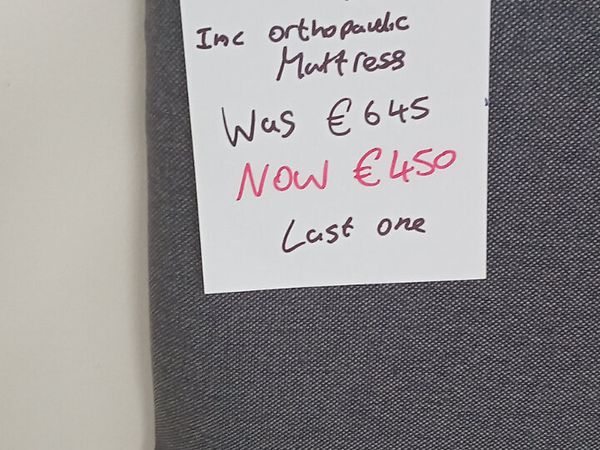 Inc orthopaedic
Mattress
Was €645
NOW €450
Last one